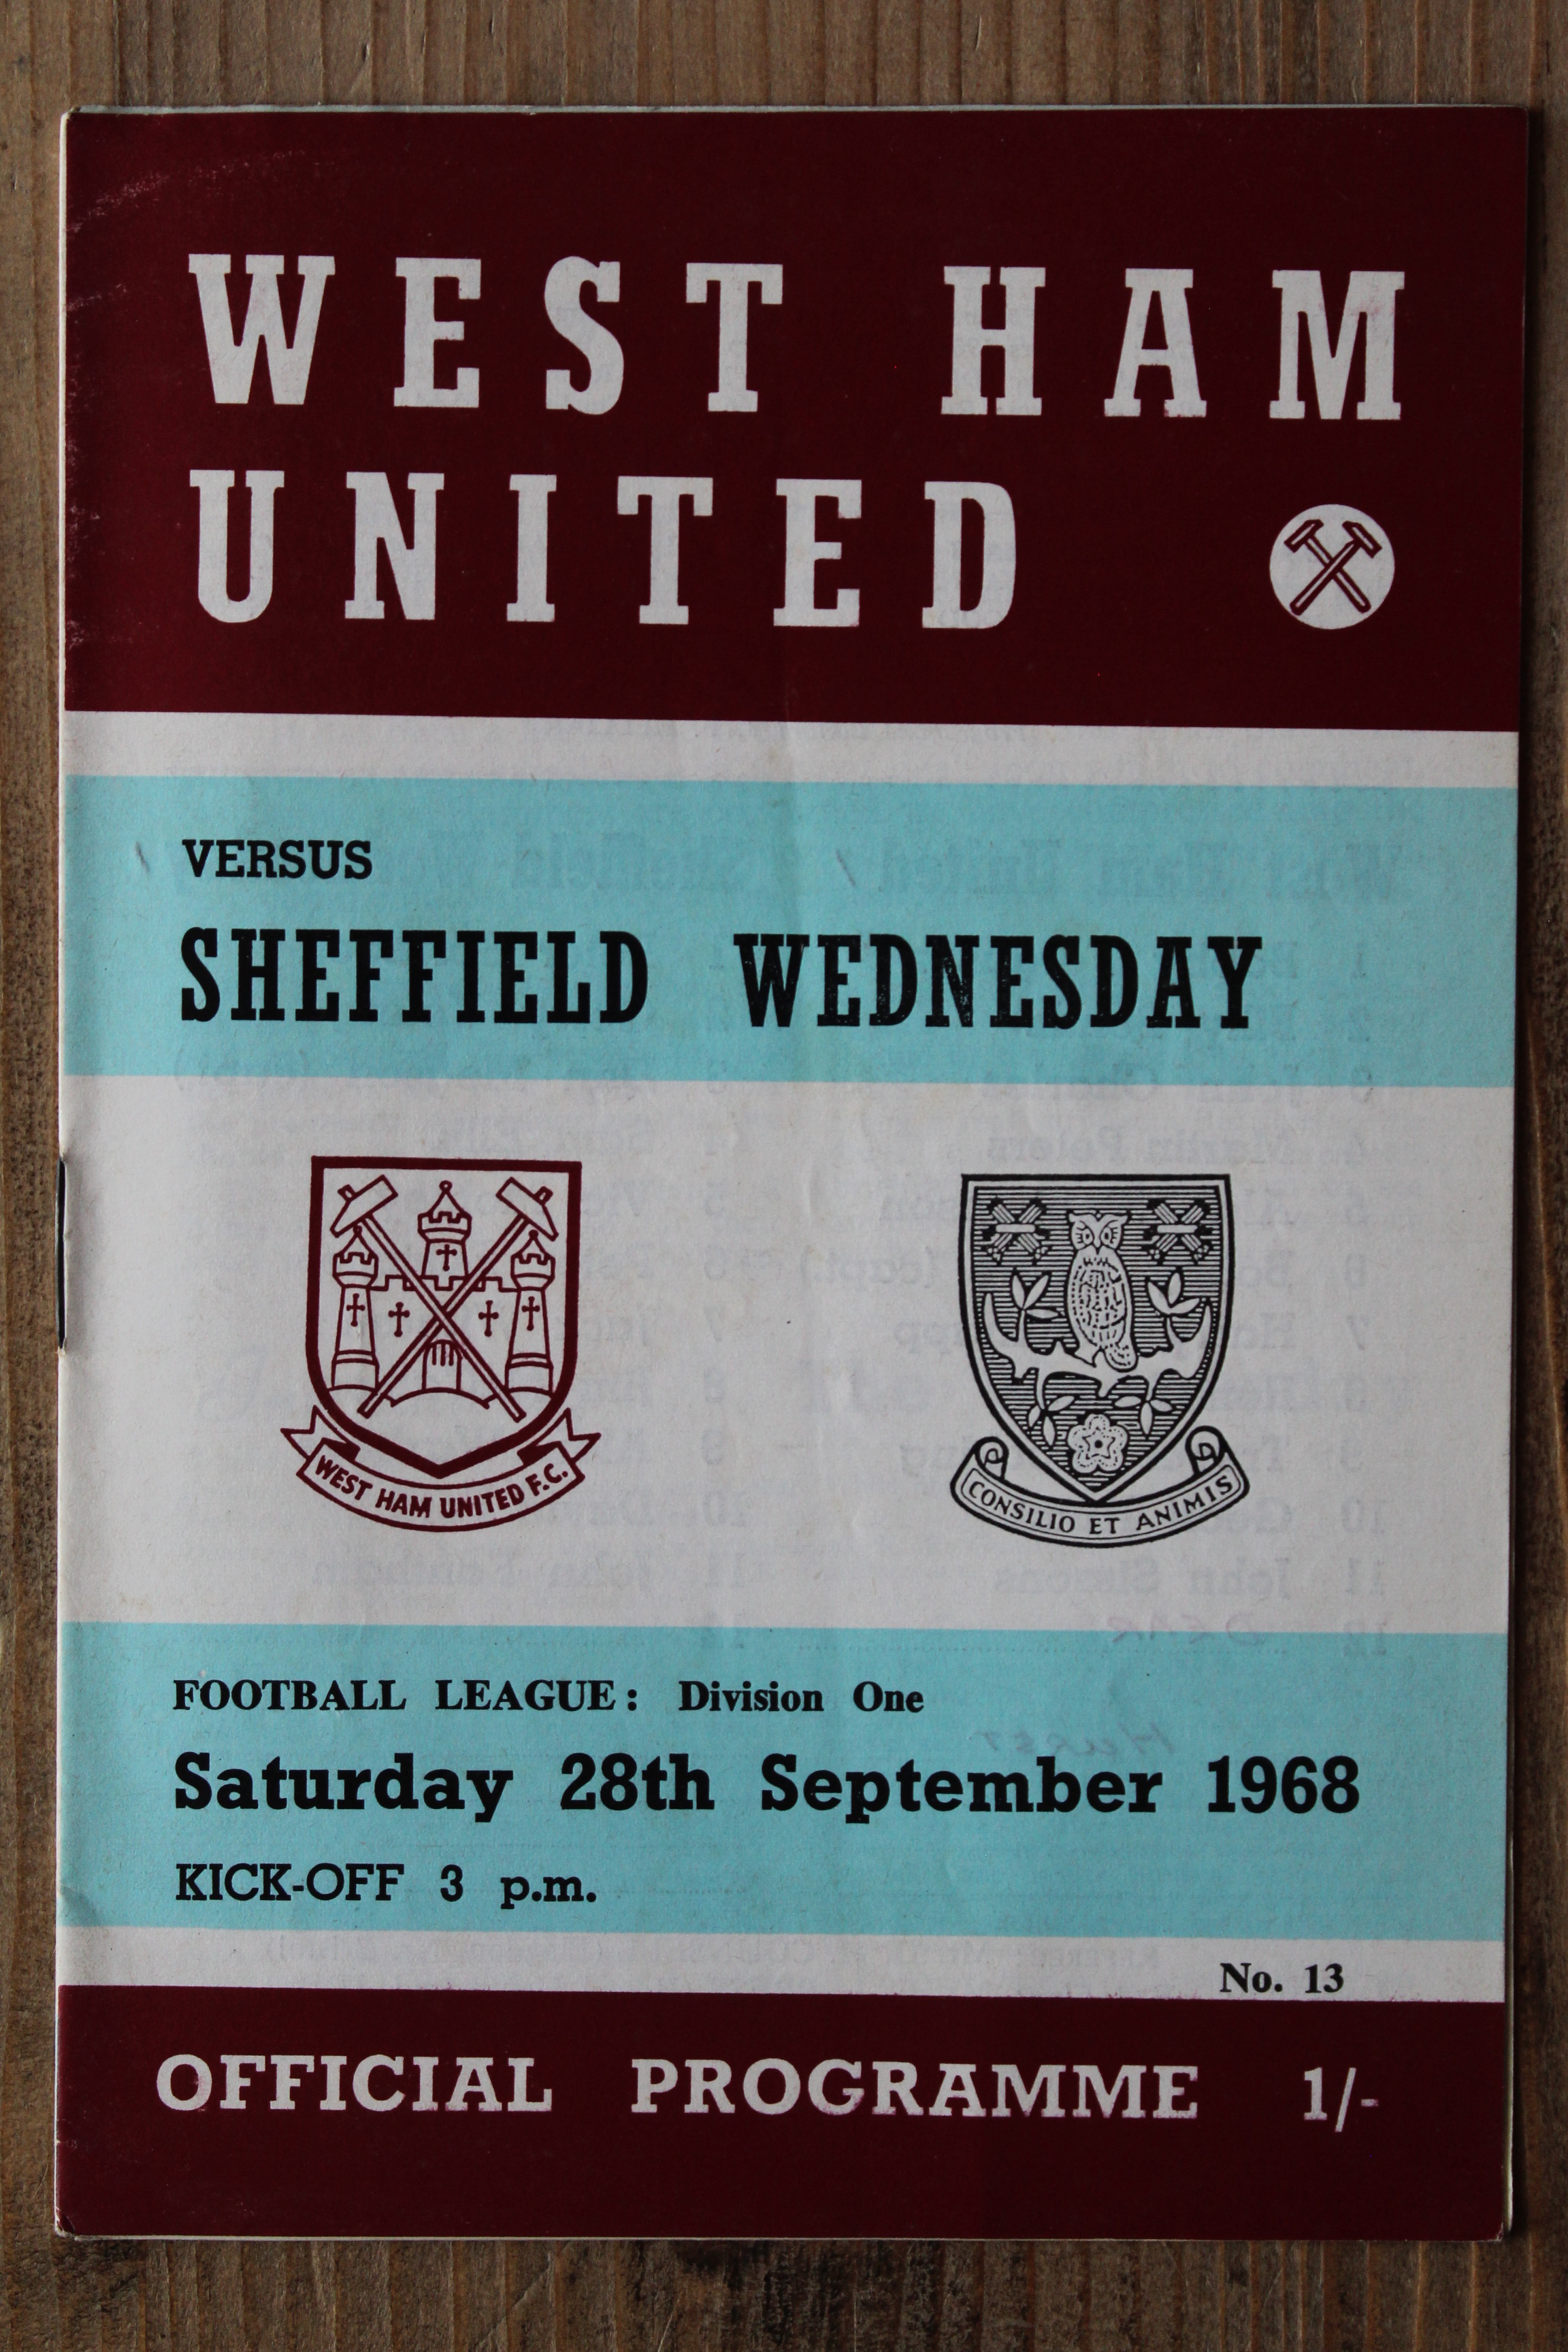 WEST HAM
UNITED
VERSUS
SHEFFIELD WEDNESDAY
WEST HAM UNITED F.C.
CONSILIO ET ANIMIS
FOOTBALL LEAGUE: Division One
Saturday 28th September 1968
KICK-OFF 3 p.m.
No. 13
OFFICIAL PROGRAMME 1/-